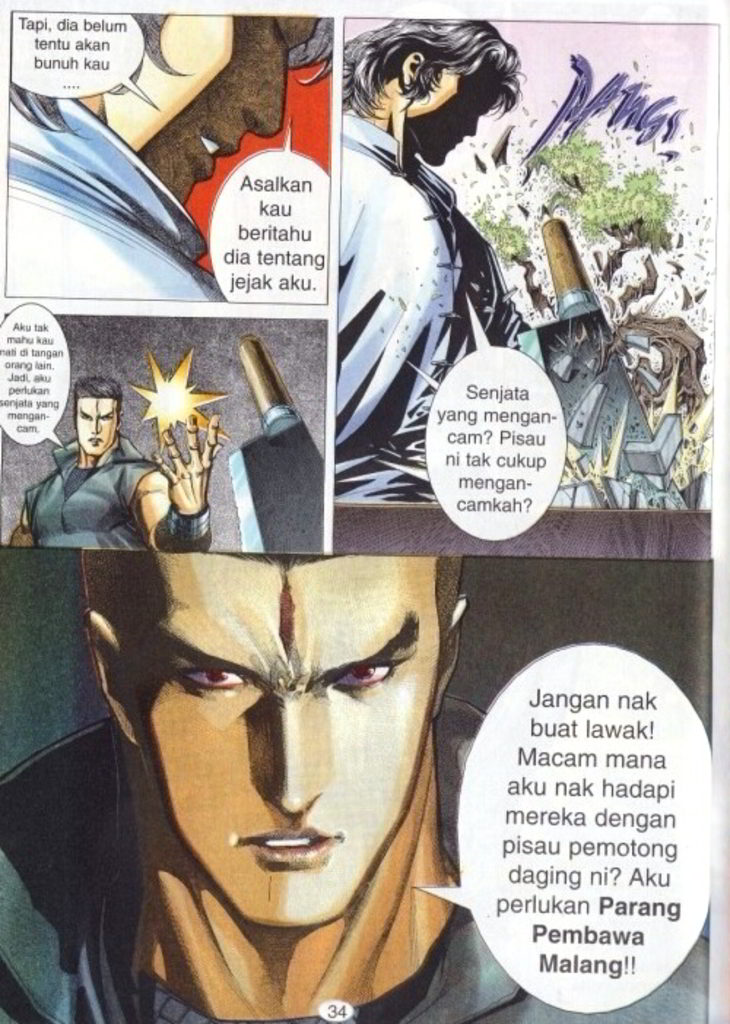 Tapi, dia belum
tentu akan
bunuh kau
....
Asalkan
kau
beritahu
dia tentang
jejak aku.
DANG!
Senjata
yang mengan-
cam? Pisau
ni tak cukup
mengan-
camkah?
Aku tak
mahu kau
mati di tangan
orang lain.
Jadi, aku
perlukan
senjata yang
mengan-
cam.
Jangan nak
buat lawak!
Macam mana
aku nak hadapi
mereka dengan
pisau pemotong
daging ni? Aku
perlukan Parang
Pembawa
Malang!!
34